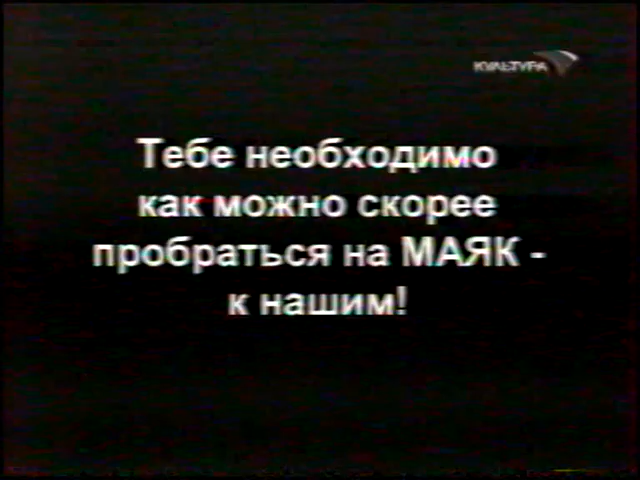 КУЛЬТУРА
Тебе необходимо
как можно скорее
пробраться на МАЯК -
к нашим!